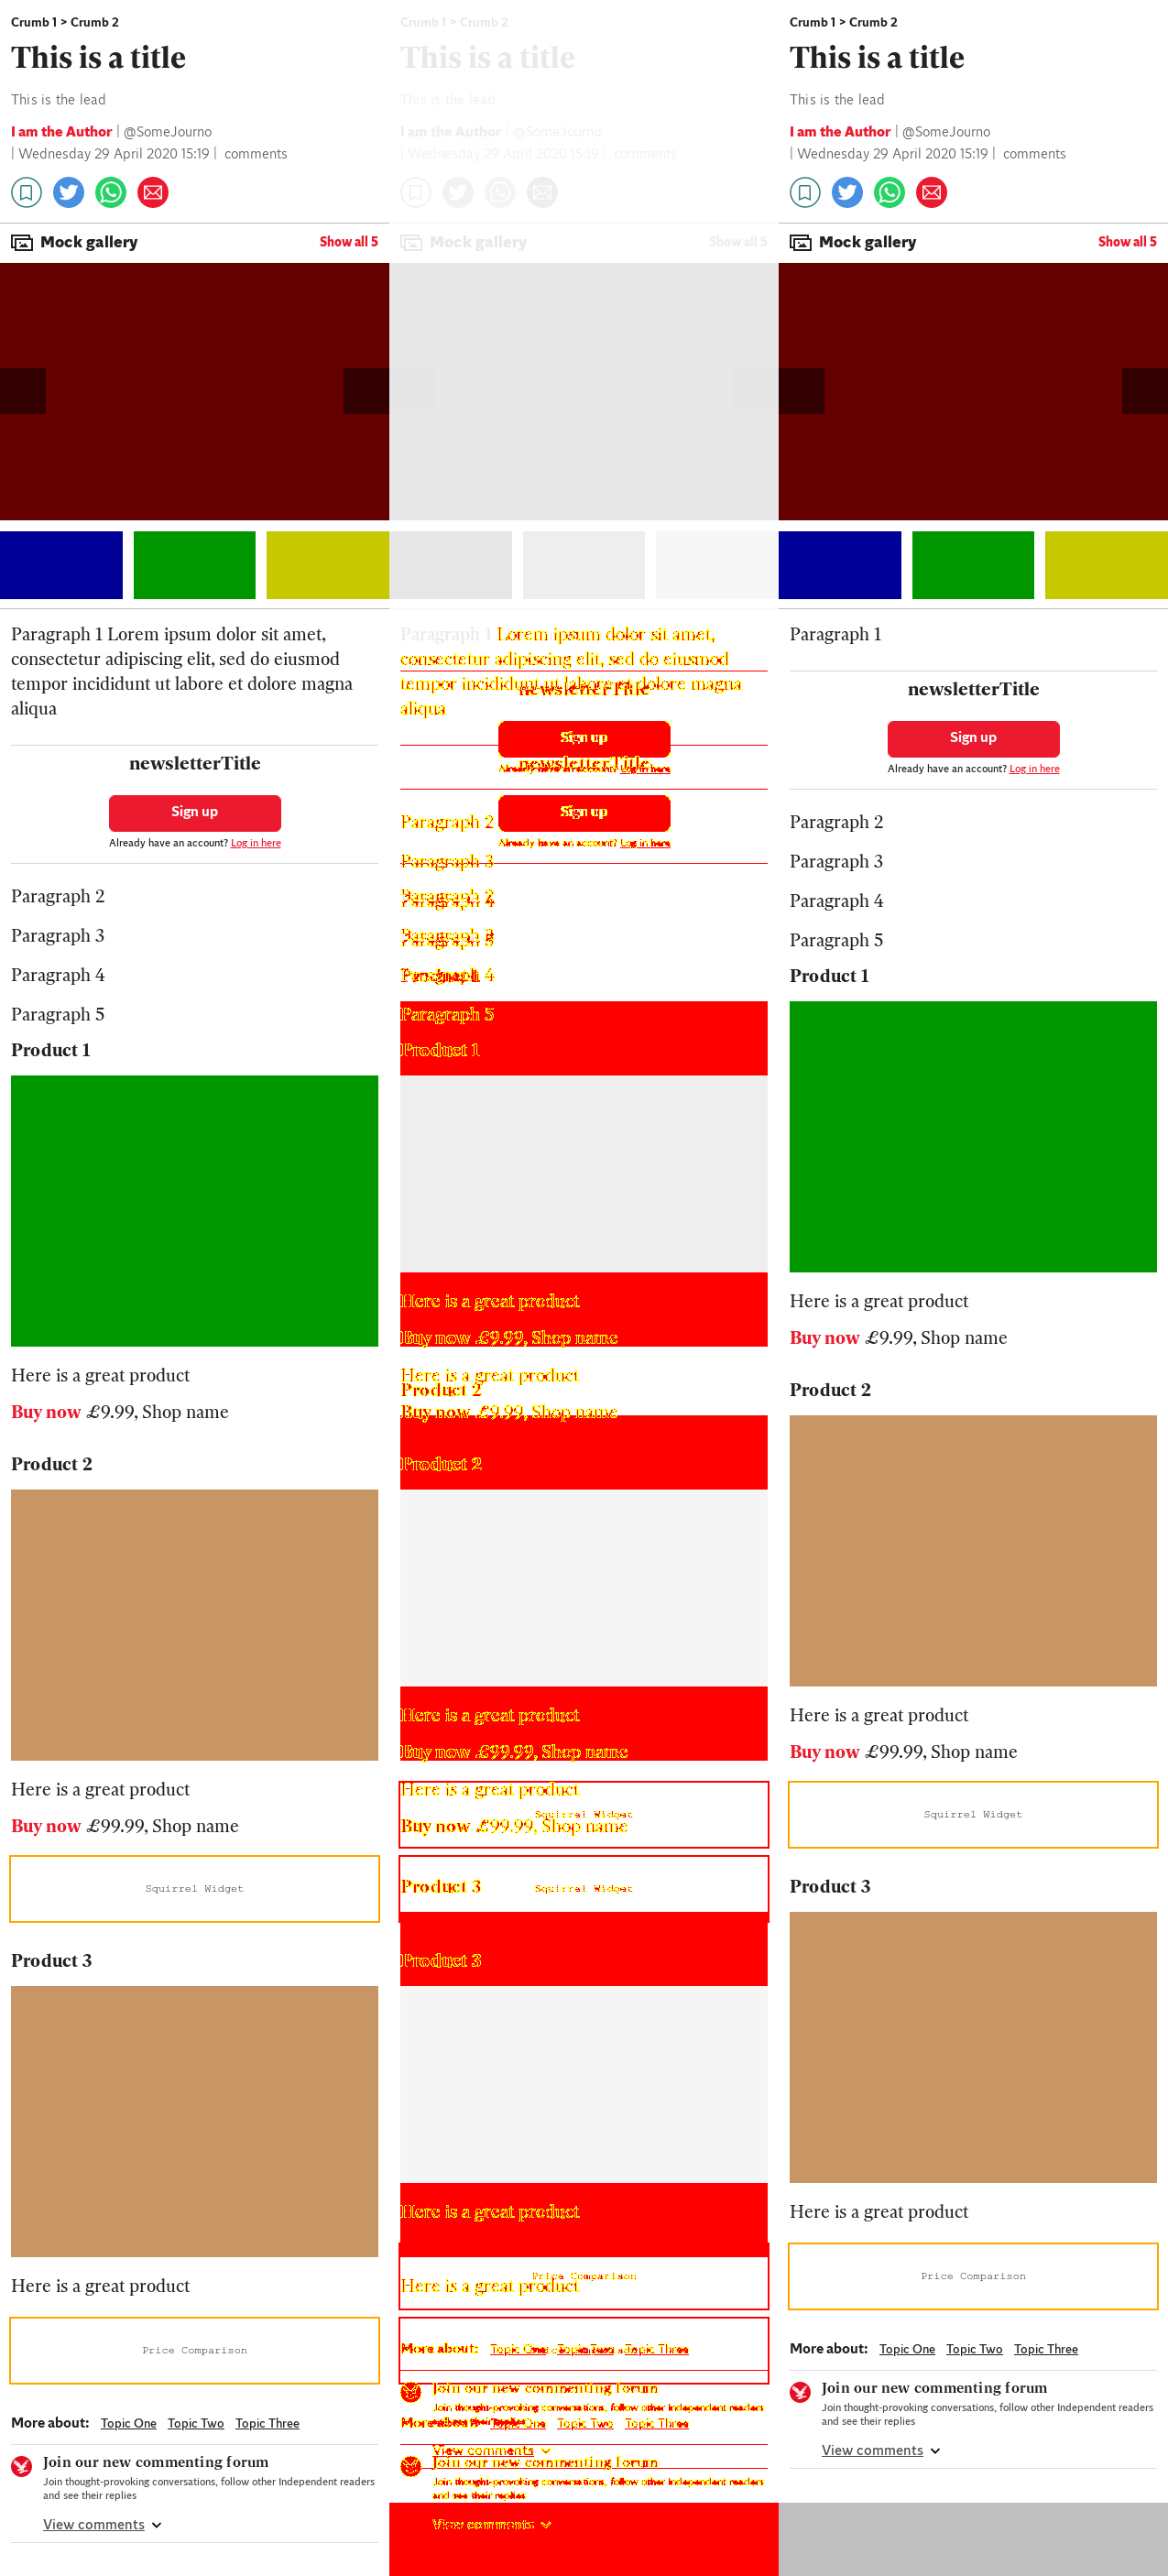 Crumb 1 > Crumb 2
This is a title
This is the lead
I am the Author | @SomeJourno
| Wednesday 29 April 2020 15:19 | comments
Mock gallery
Show all 5
Paragraph 1 Lorem ipsum dolor sit amet,
consectetur adipiscing elit, sed do eiusmod
tempor incididunt ut labore et dolore magna
aliqua
newsletterTitle
Sign up
Already have an account? Log in here
Paragraph 2
Paragraph 3
Paragraph 4
Paragraph 5
Product 1
Here is a great product
Buy now £9.99, Shop name
Product 2
Here is a great product
Buy now £99.99, Shop name
Squirrel Widget
Product 3
Here is a great product
Price Comparison
More about: Topic One Topic Two Topic Three
Join our new commenting forum
Join thought-provoking conversations, follow other Independent readers
and see their replies
View comments
Crumb 1 > Crumb 2
This is a title
This is the lead
I am the Author | @SomeJourno
| Wednesday 29 April 2020 15:19 | comments
Mock gallery
Show all 5
Paragraph 1 Lorem ipsum dolor sit amet,
consectetur adipiscing elit, sed do eiusmod
tempor incididunt ut labore et dolore magna
aliqua
newsletterTitle
Sign up
Already have an account? Log in here
newsletterTitle
Sign up
Already have an account? Log in here
Paragraph 2
Paragraph 3
Paragraph 2
Paragraph 4
Paragraph 3
Paragraph 5
Paragraph 4
Product 1
Paragraph 5
Product 1
Here is a great product
Buy now £9.99, Shop name
Here is a great product
Product 2
Buy now £9.99, Shop name
Product 2
Here is a great product
Buy now £99.99, Shop name
Here is a great product
Squirrel Widget
Buy now £99.99, Shop name
Product 3
Squirrel Widget
Product 3
Here is a great product
Price Comparison
Here is a great product
More about: Topic One Topic Two Topic Three
Join our new commenting forum
Join thought-provoking conversations, follow other Independent readers
More about: Topic One Topic Two Topic Three
View comments
Join our new commenting forum
Join thought-provoking conversations, follow other Independent readers
and see their replies
View comments
Crumb 1 > Crumb 2
This is a title
This is the lead
I am the Author | @SomeJourno
| Wednesday 29 April 2020 15:19 | comments
Mock gallery
Show all 5
Paragraph 1
newsletterTitle
Sign up
Already have an account? Log in here
Paragraph 2
Paragraph 3
Paragraph 4
Paragraph 5
Product 1
Here is a great product
Buy now £9.99, Shop name
Product 2
Here is a great product
Buy now £99.99, Shop name
Squirrel Widget
Product 3
Here is a great product
Price Comparison
More about: Topic One Topic Two Topic Three
Join our new commenting forum
Join thought-provoking conversations, follow other Independent readers
and see their replies
View comments